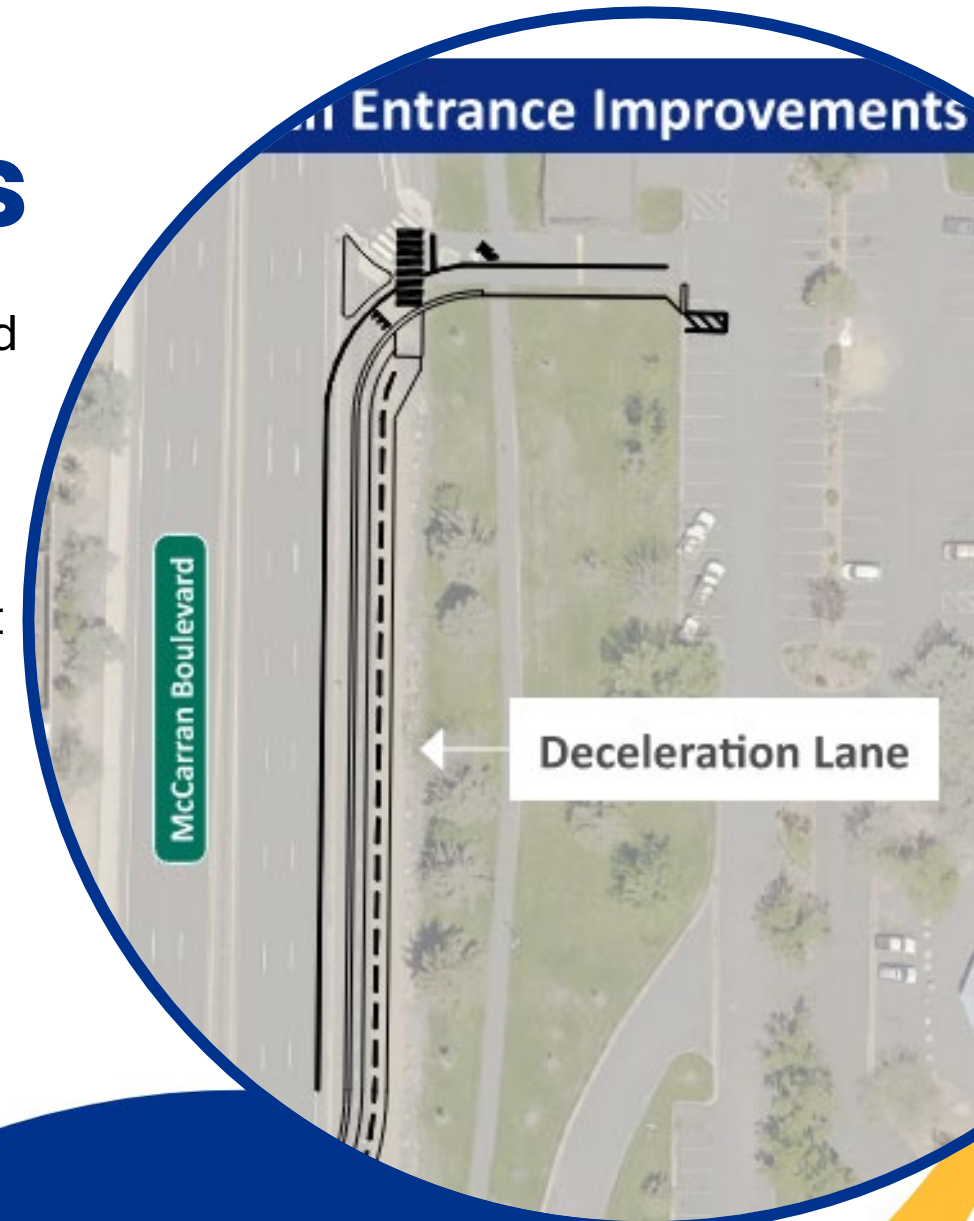 Entrance Improvements
s
d
t
McCarran Boulevard
Deceleration Lane